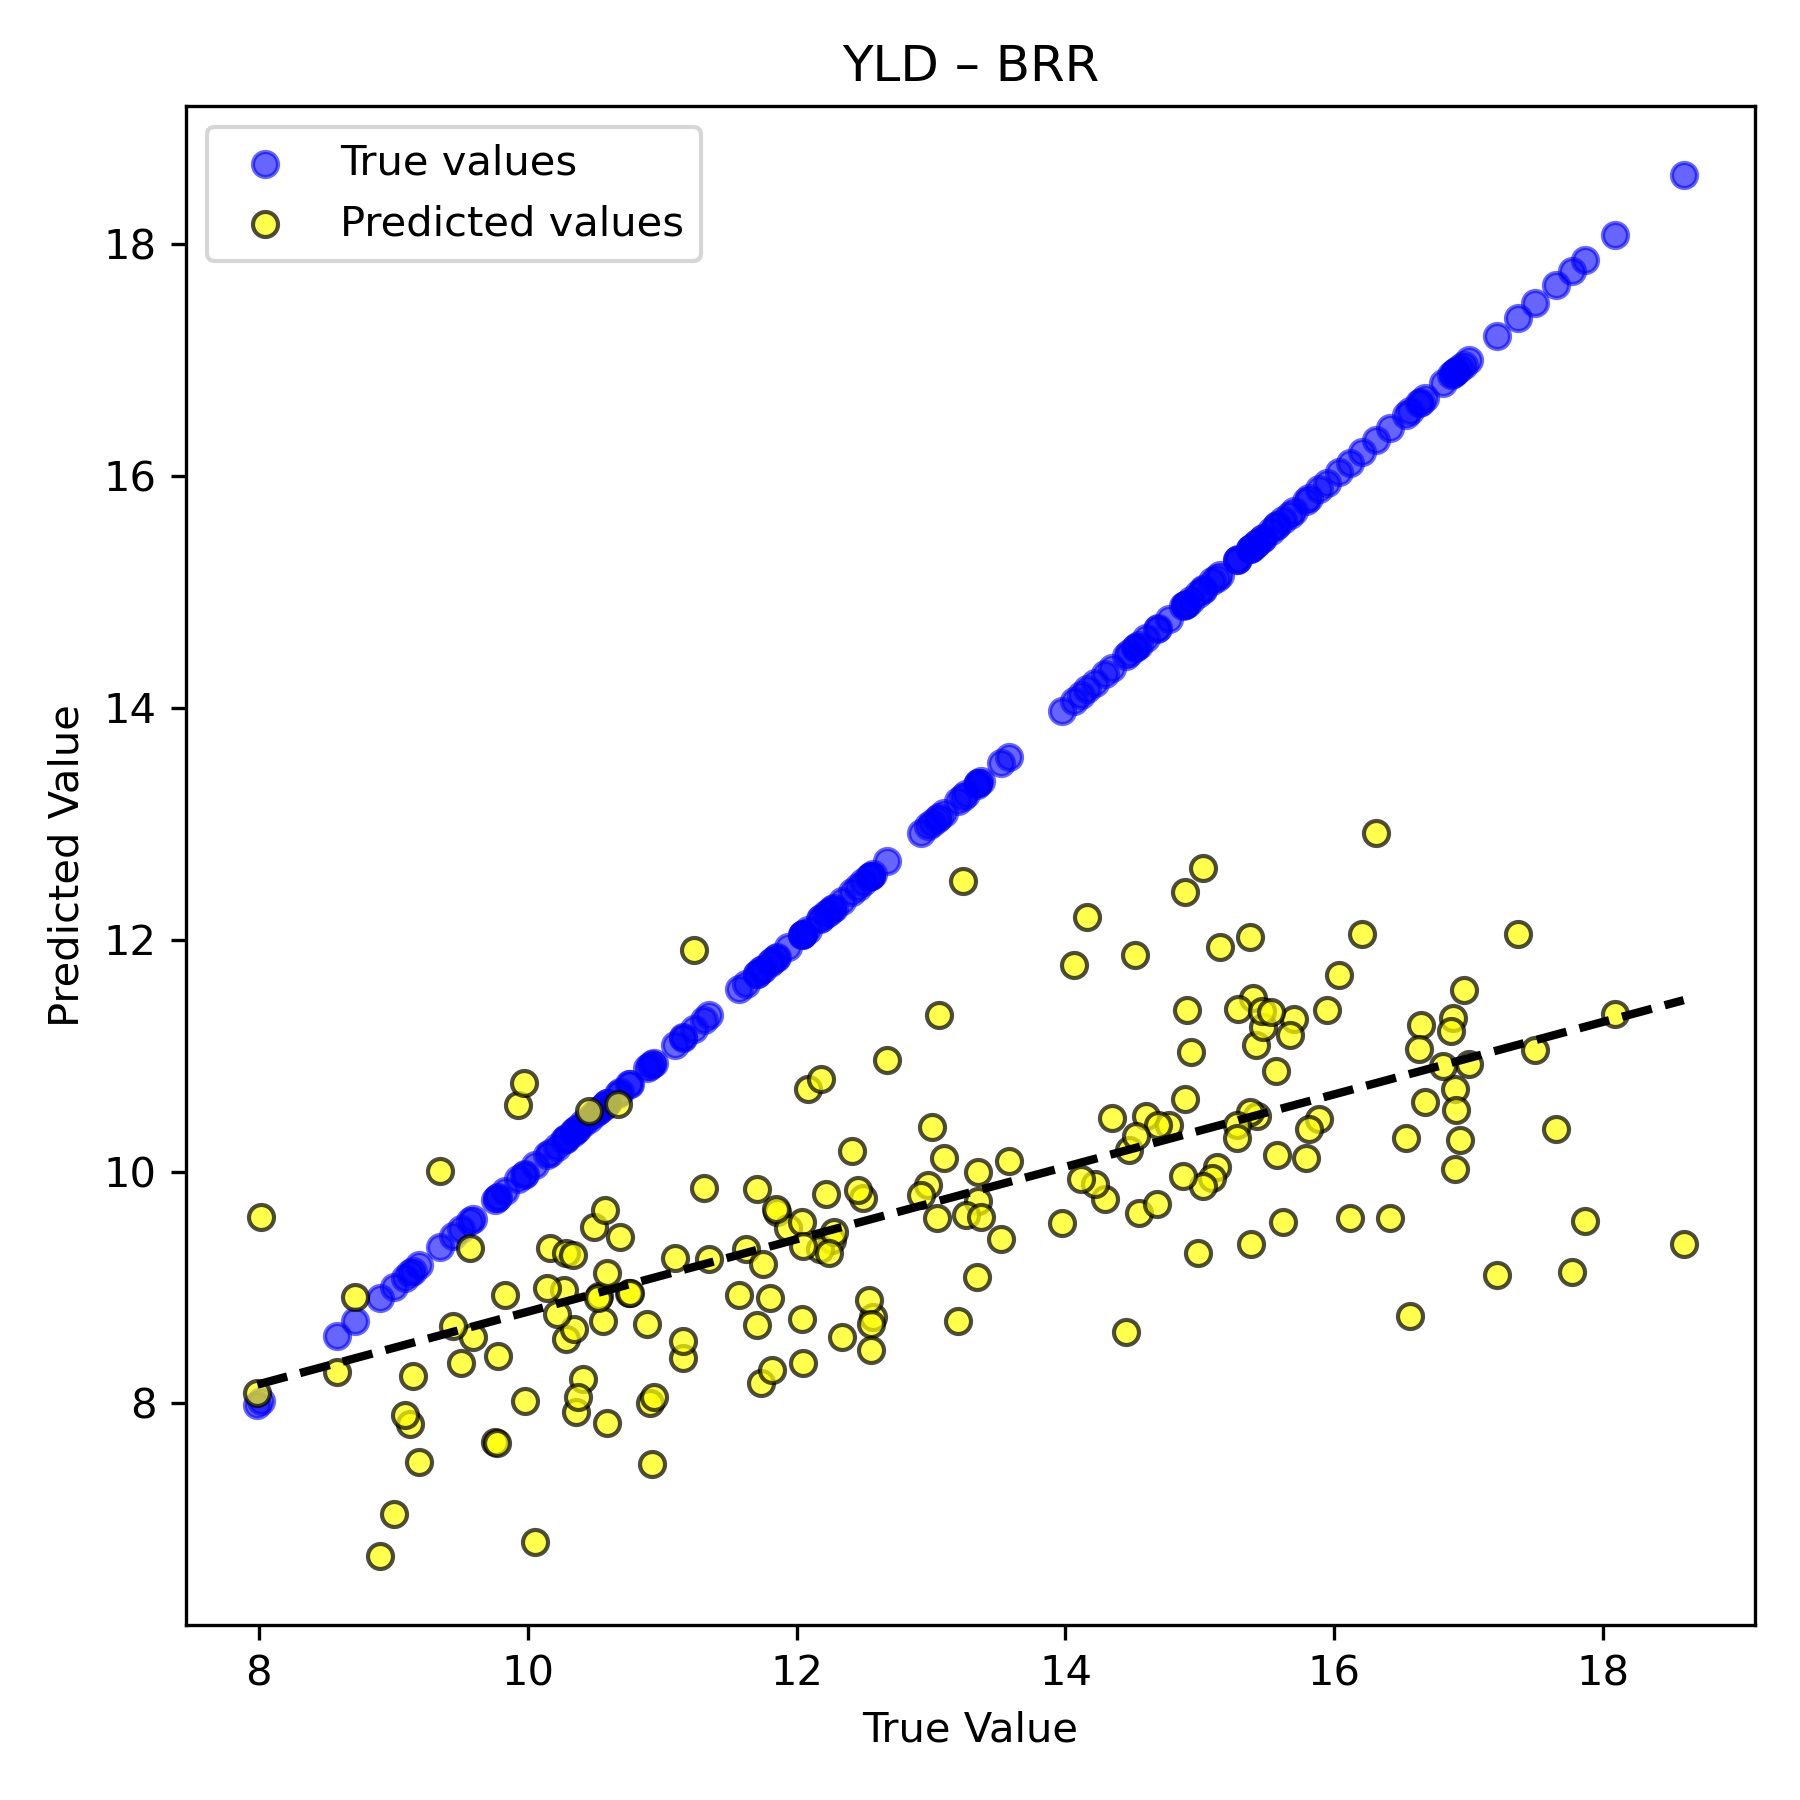 YLD – BRR
True values
Predicted values
Predicted Value
18
16
14
12
10
8
8 10 12 14 16 18
True Value